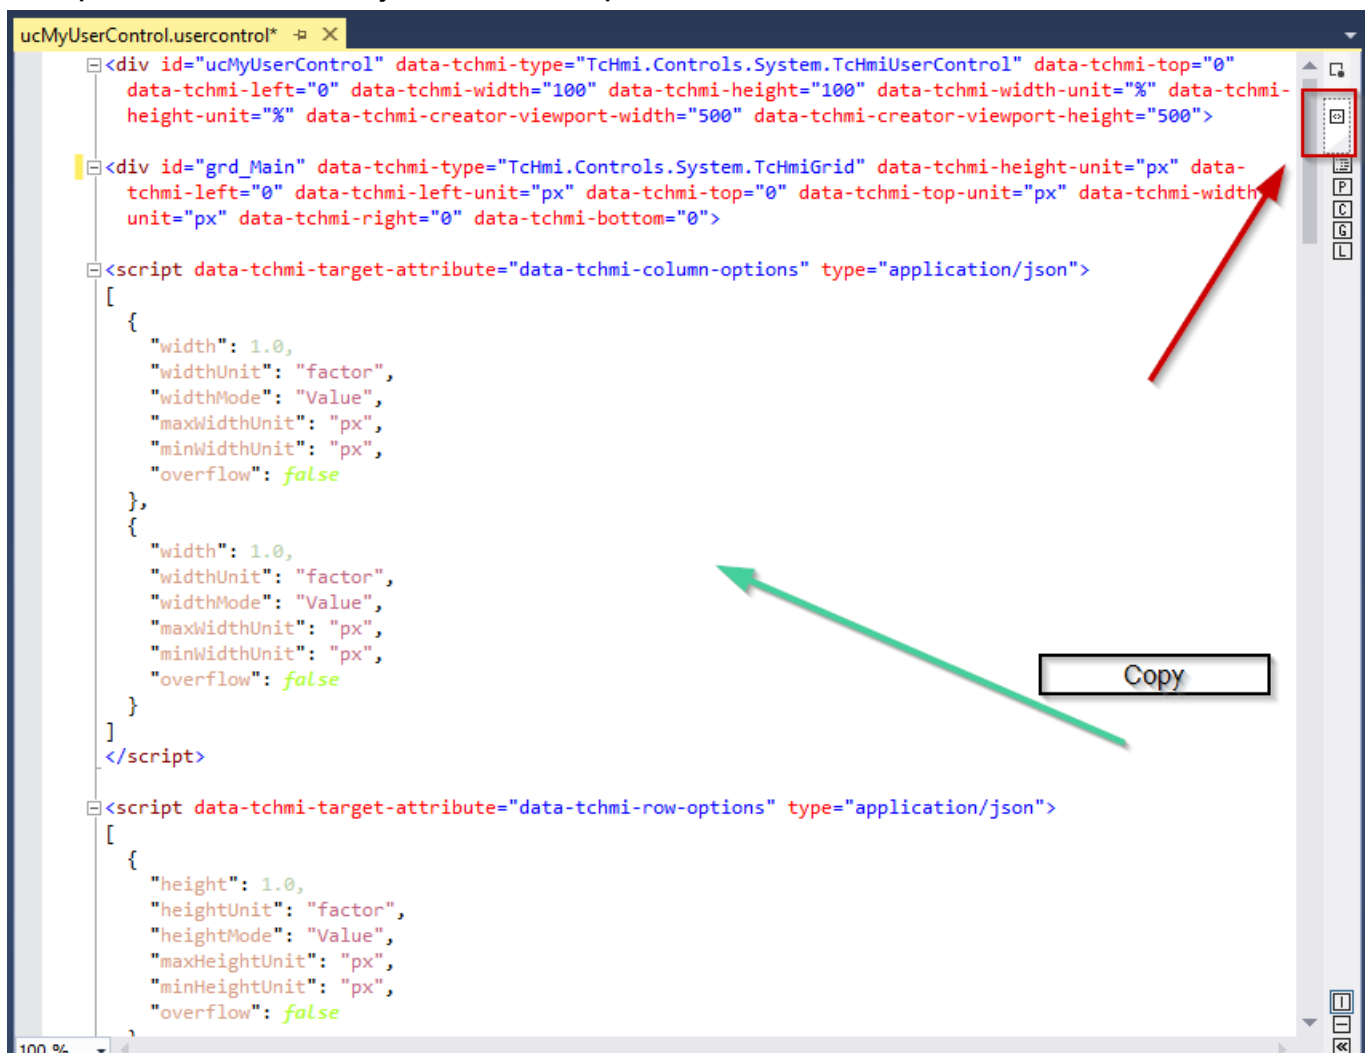 ucMyUserControl.usercontrol*
<div id="ucMyUserControl" data-tchmi-type="TcHmi.Controls.System.TcHmiUserControl" data-tchmi-top="0"
data-tchmi-left="0" data-tchmi-width="100" data-tchmi-height="100" data-tchmi-width-unit="%" data-tchmi-
height-unit="%" data-tchmi-creator-viewport-width="500" data-tchmi-creator-viewport-height="500">
<div id="grd_Main" data-tchmi-type="TcHmi.Controls.System.TcHmiGrid" data-tchmi-height-unit="px" data-
tchmi-left="0" data-tchmi-left-unit="px" data-tchmi-top="0" data-tchmi-top-unit="px" data-tchmi-width
unit="px" data-tchmi-right="0" data-tchmi-bottom="0">
P
C
G
L
<script data-tchmi-target-attribute="data-tchmi-column-options" type="application/json">
[
{
"width": 1.0,
"widthUnit": "factor",
"widthMode": "Value",
"maxWidthUnit": "px",
"minWidthUnit": "px",
"overflow": false
},
{
"width": 1.0,
"widthUnit": "factor",
"widthMode": "Value",
"maxWidthUnit": "px",
"minWidthUnit": "px",
"overflow": false
}
]
</script>
Copy
<script data-tchmi-target-attribute="data-tchmi-row-options" type="application/json">
[
{
"height": 1.0,
"heightUnit": "factor",
"heightMode": "Value",
"maxHeightUnit": "px",
"minHeightUnit": "px",
"overflow": false
100 %